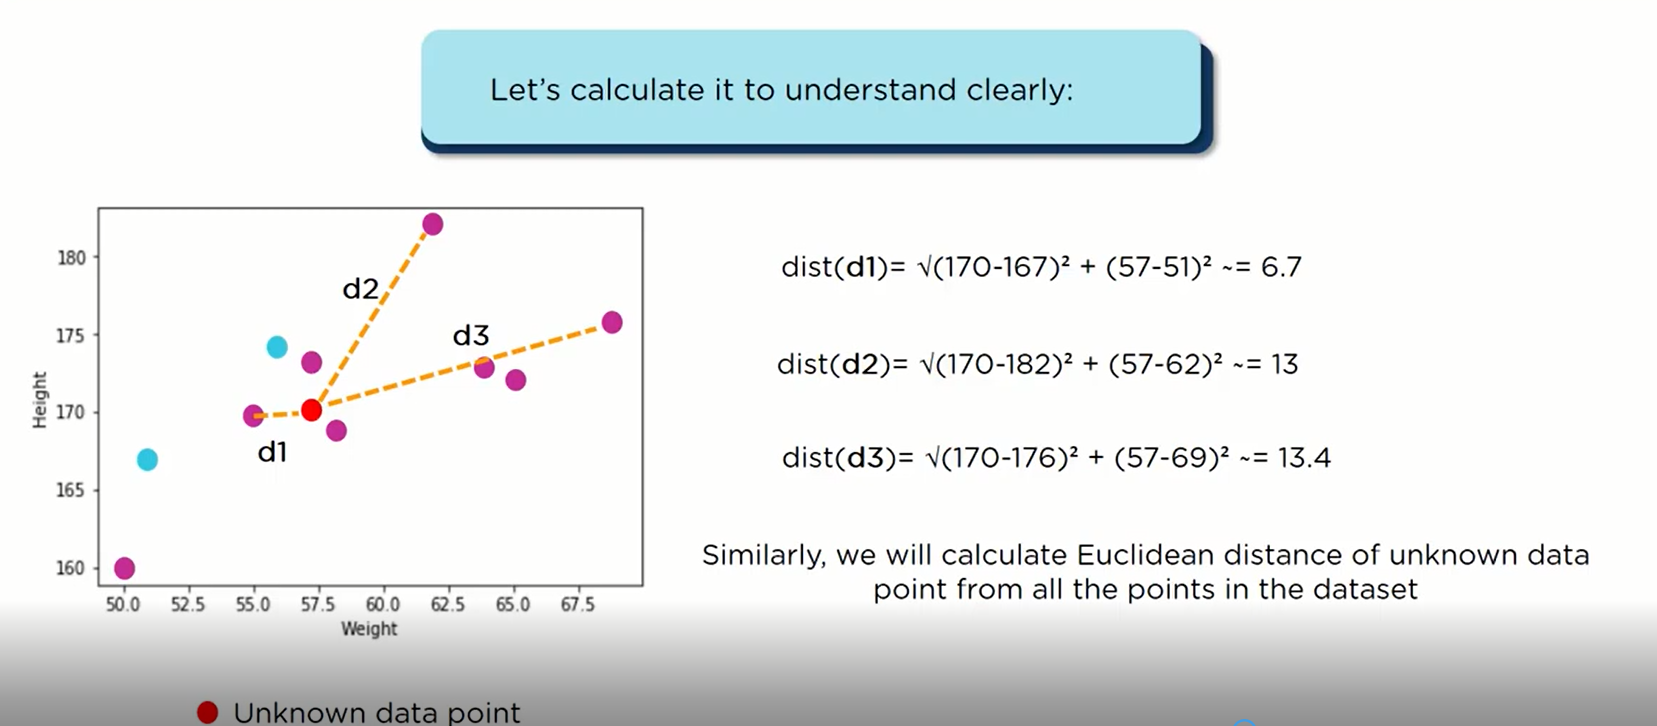 Let's calculate it to understand clearly:
180
175
170
165
160
Height
d2
d3
d1
50.0 52.5 55.0 57.5 60.0 62.5 65.0 67.5
Weight
Unknown data point
dist(d1)= √(170-167)² + (57-51)² ~= 6.7
dist(d2)= √(170-182)² + (57-62)² ~= 13
dist(d3)= √(170-176)² + (57-69)² ~= 13.4
Similarly, we will calculate Euclidean distance of unknown data
point from all the points in the dataset